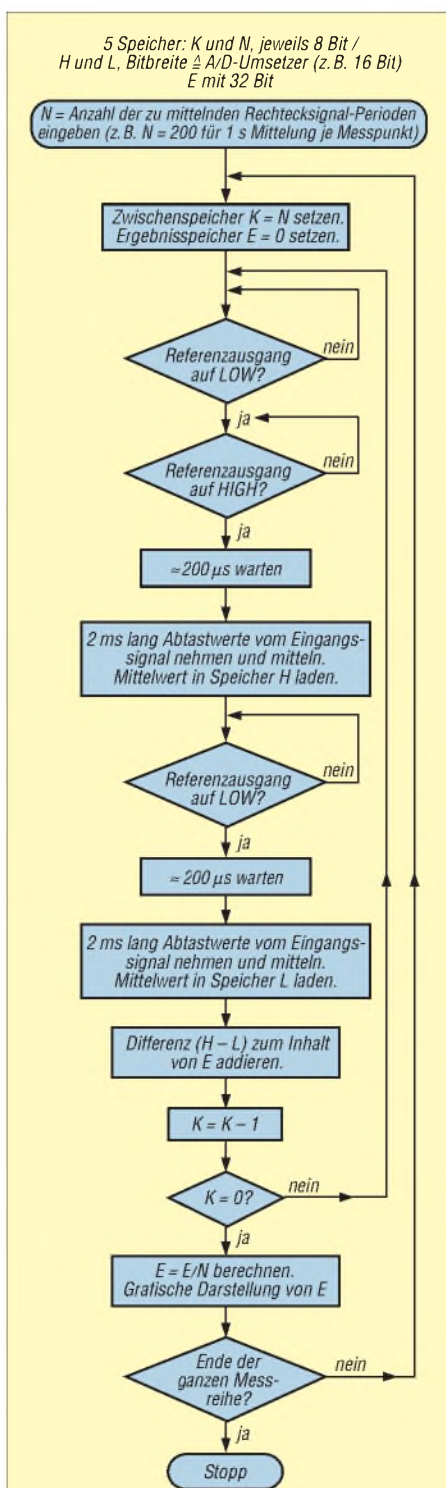 5 Speicher: K und N, jeweils 8 Bit /
H und L, Bitbreite ≙ A/D-Umsetzer (z. B. 16 Bit)
E mit 32 Bit
N = Anzahl der zu mittelnden Rechtecksignal-Perioden
eingeben (z. B. N = 200 für 1 s Mittelung je Messpunkt)
Zwischenspeicher K = N setzen.
Ergebnisspeicher E = 0 setzen.
Referenzausgang
auf LOW?
nein
ja
Referenzausgang
auf HIGH?
nein
ja
≈ 200 µs warten
2 ms lang Abtastwerte vom Eingangs-
signal nehmen und mitteln.
Mittelwert in Speicher H laden.
Referenzausgang
auf LOW?
nein
ja
≈ 200 µs warten
2 ms lang Abtastwerte vom Eingangs-
signal nehmen und mitteln.
Mittelwert in Speicher L laden.
Differenz (H – L) zum Inhalt
von E addieren.
K = K – 1
K = 0?
nein
ja
E = E/N berechnen.
Grafische Darstellung von E
Ende der
ganzen Mess-
reihe?
nein
ja
Stopp